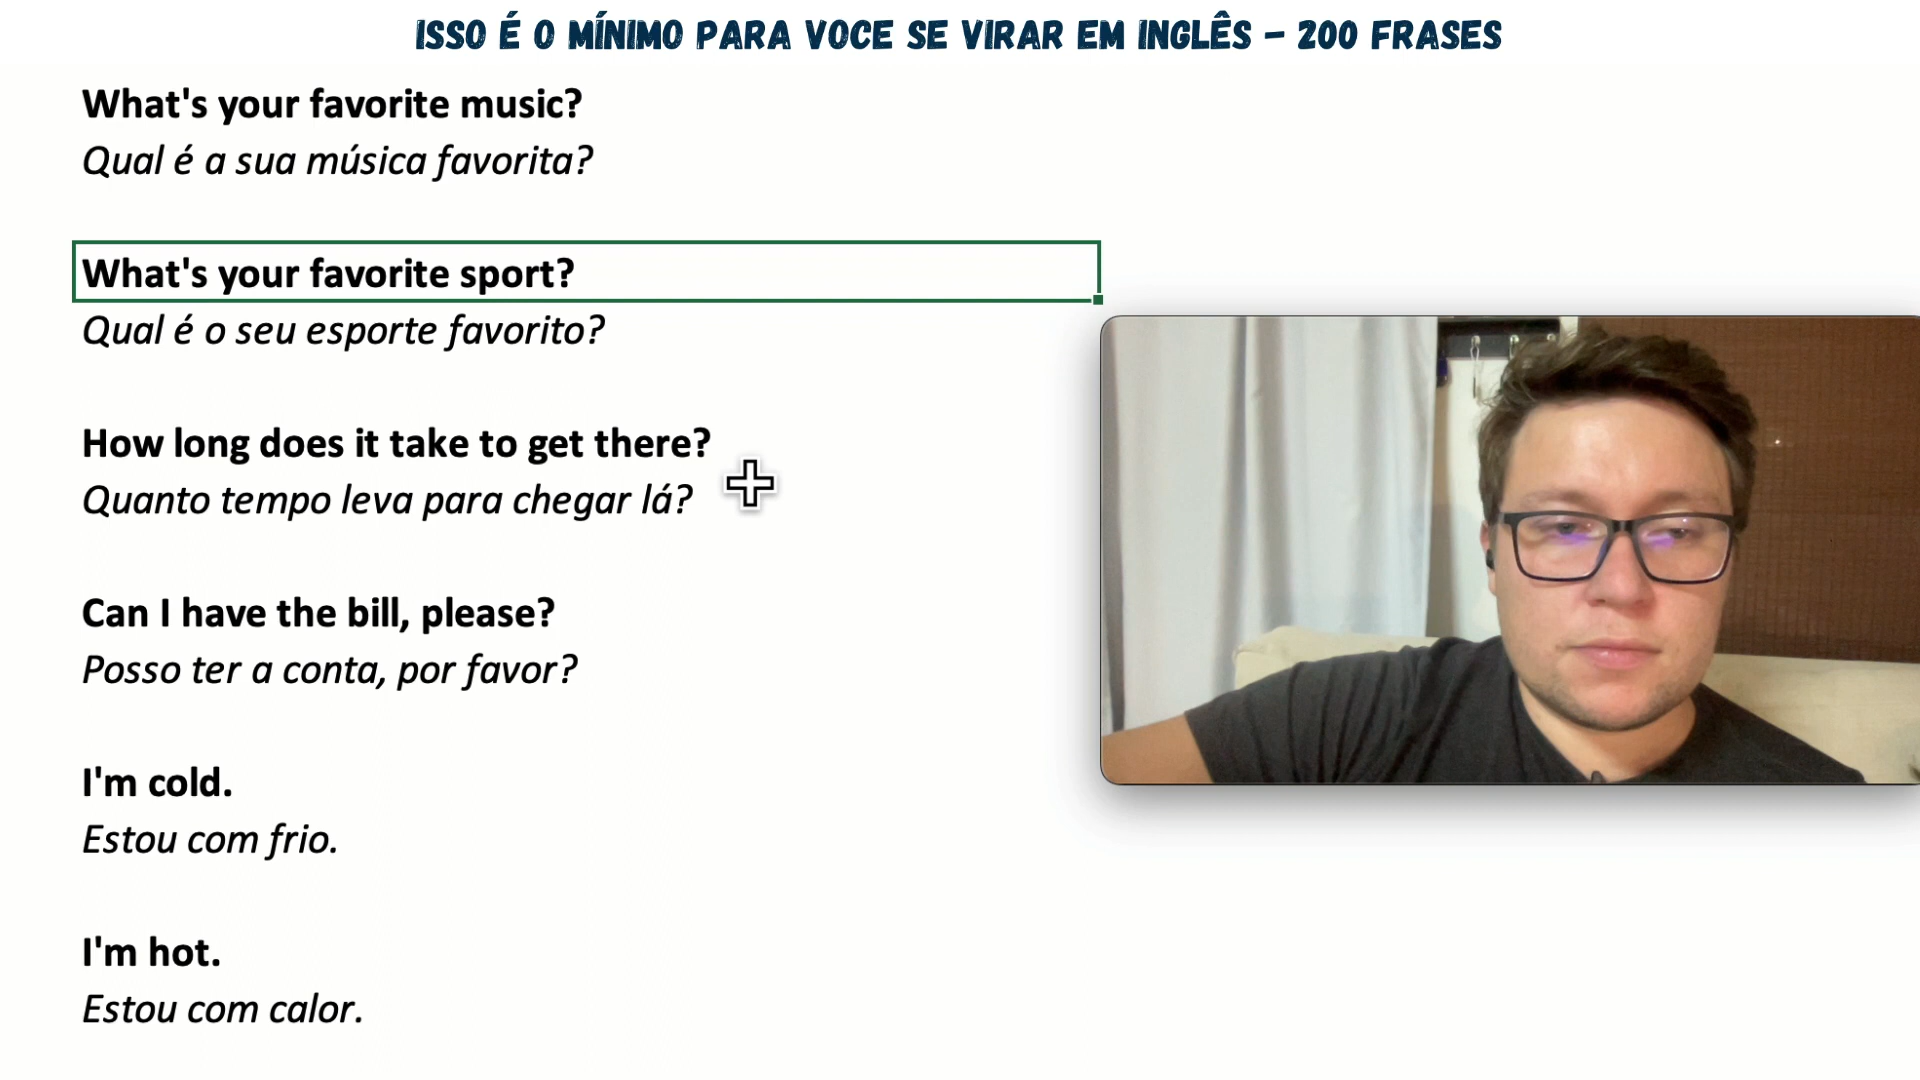 ISSO É O MÍNIMO PARA VOCE SE VIRAR EM INGLÊS – 200 FRASES
What's your favorite music?
Qual é a sua música favorita?
What's your favorite sport?
Qual é o seu esporte favorito?
How long does it take to get there?
Quanto tempo leva para chegar lá?
Can I have the bill, please?
Posso ter a conta, por favor?
I'm cold.
Estou com frio.
I'm hot.
Estou com calor.